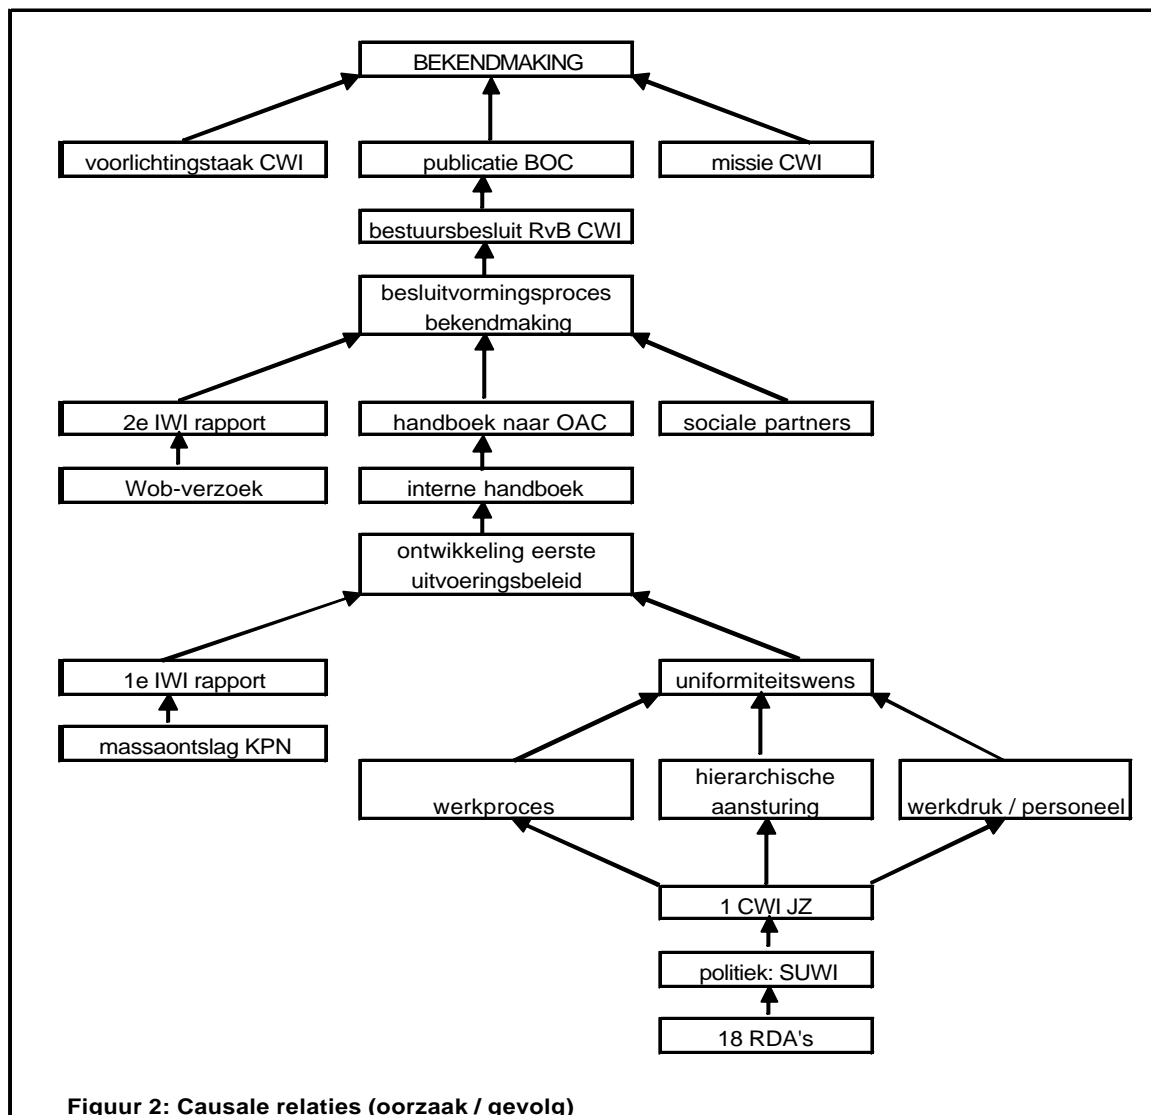 BEKENDMAKING
voorlichtingstaak CWI
publicatie BOC
missie CWI
bestuursbesluit RvB CWI
besluitvormingsproces
bekendmaking
2e IWI rapport
handboek naar OAC
sociale partners
Wob-verzoek
interne handboek
ontwikkeling eerste
uitvoeringsbeleid
1e IWI rapport
uniformiteitswens
massaontslag KPN
werkproces
hierarchische
aansturing
werkdruk / personeel
1 CWI JZ
politiek: SUWI
18 RDA's
Figuur 2: Causale relaties (oorzaak / gevolg)